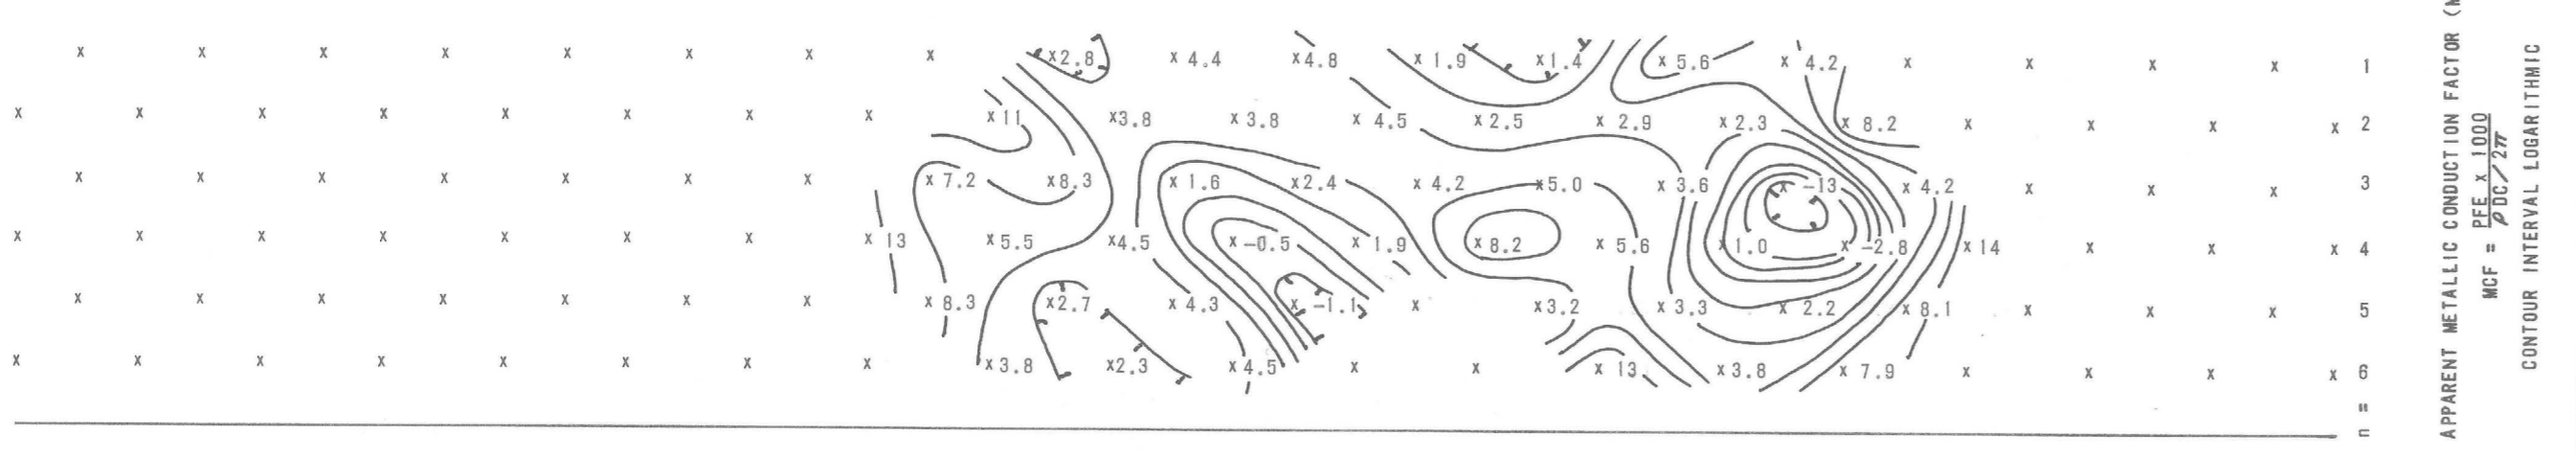 x x x x x x x x x2.8 x 4.4 x4.8 x 1.9 x1.4 x 5.6 x 4.2 x x x x 1
x x x x x x x x x 11 x3.8 x 3.8 x 4.5 x 2.5 x 2.9 x 2.3 x 8.2 x x x x 2
x x x x x x x x 7.2 x8.3 x 1.6 x2.4 x 4.2 x5.0 x 3.6 x -13 x 4.2 x x x 3
x x x x x x x x 13 x 5.5 x4.5 x -0.5 x 1.9 x 8.2 x 5.6 x 1.0 x -2.8 x 14 x x x 4
x x x x x x x x 8.3 x2.7 x 4.3 x -1.1 x x3.2 x 3.3 x 2.2 x 8.1 x x x 5
x x x x x x x x x 3.8 x2.3 x 4.5 x x x 13 x 3.8 x 7.9 x x x x 6
n =
APPARENT METALLIC CONDUCTION FACTOR (M
MCF = PFE x 1000
ρ DC/2π
CONTOUR INTERVAL LOGARITHMIC